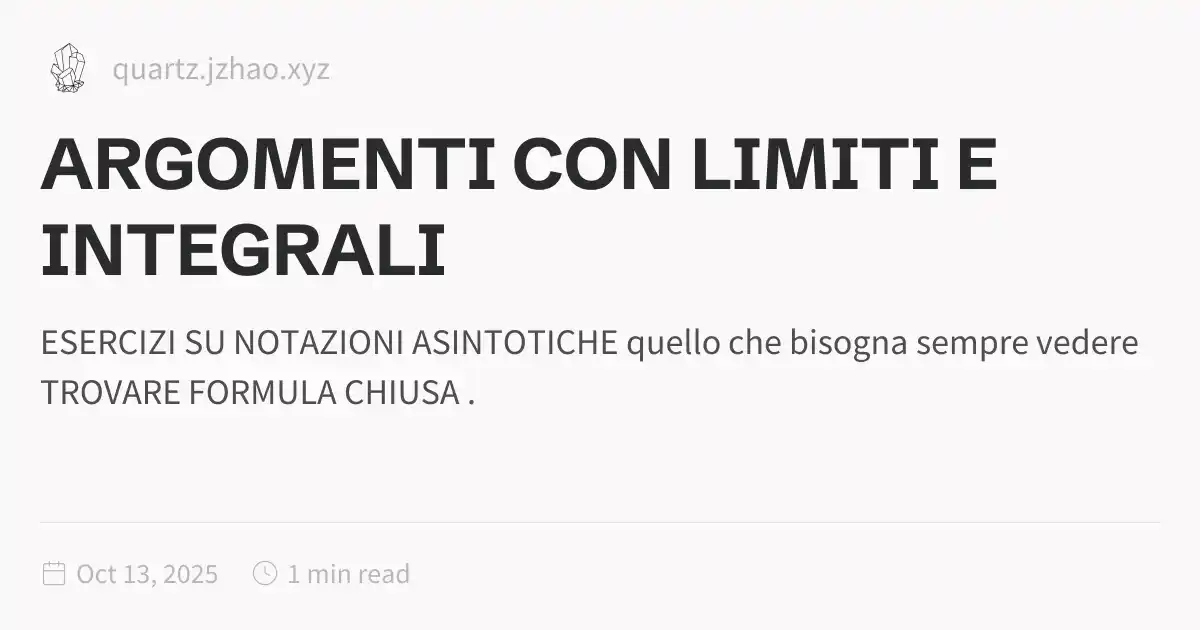 quartz.jzhao.xyz
ARGOMENTI CON LIMITI E
INTEGRALI
ESERCIZI SU NOTAZIONI ASINTOTICHE quello che bisogna sempre vedere
TROVARE FORMULA CHIUSA .
Oct 13, 2025 1 min read